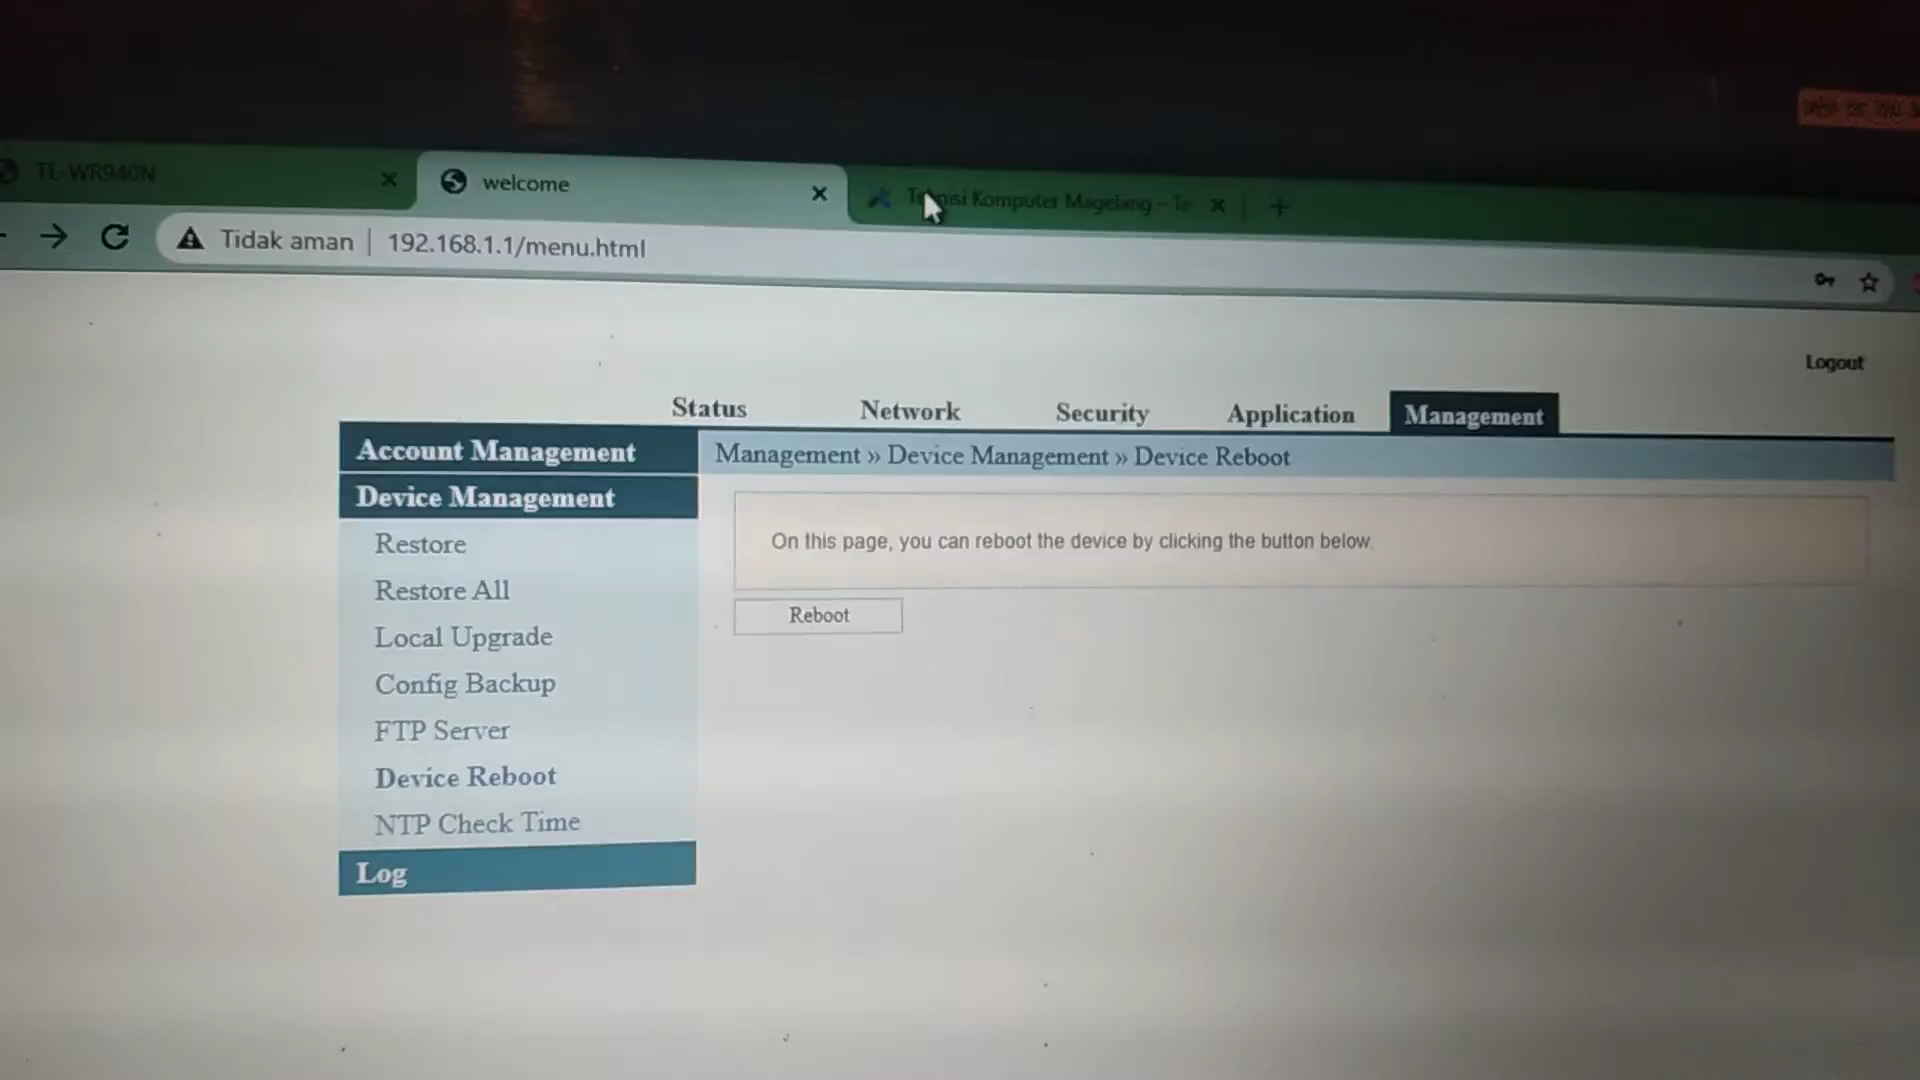 TL-WR940N
welcome
Komputer Magelang - Te
Tidak aman | 192.168.1.1/menu.html
Logout
Status Network Security Application Management
Account Management
Management » Device Management » Device Reboot
Device Management
Restore
On this page, you can reboot the device by clicking the button below.
Restore All
Reboot
Local Upgrade
Config Backup
FTP Server
Device Reboot
NTP Check Time
Log